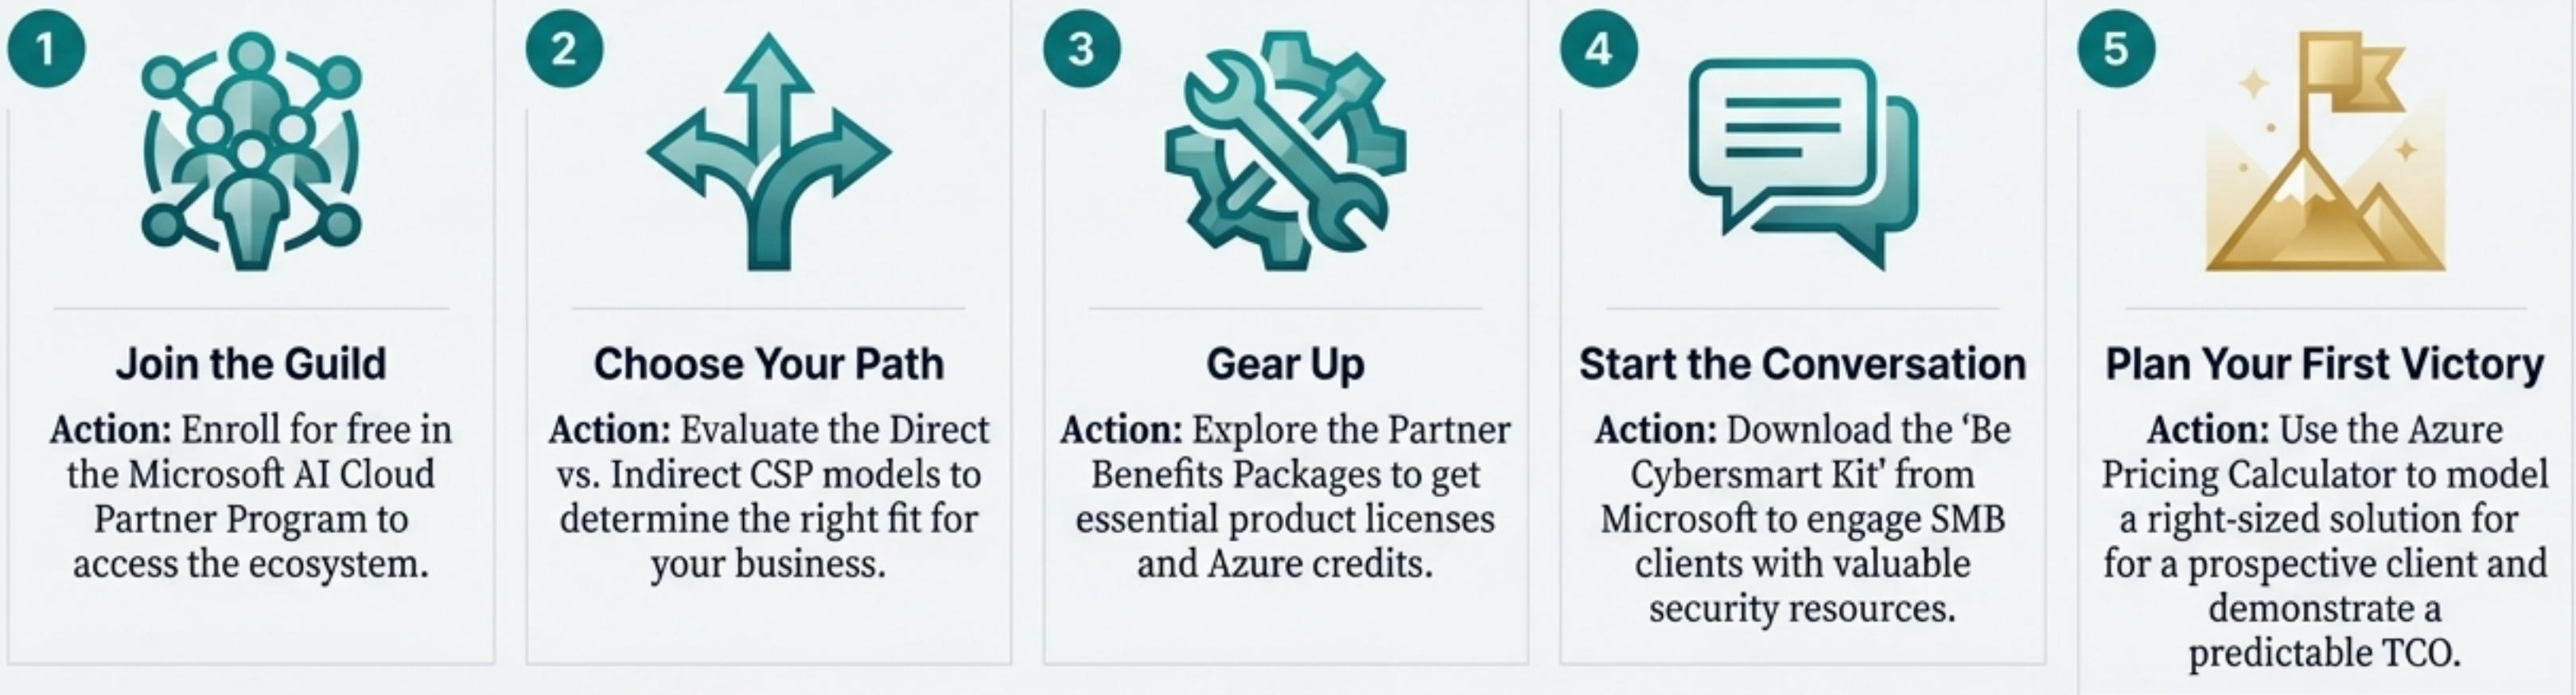 1
Join the Guild
Action: Enroll for free in
the Microsoft AI Cloud
Partner Program to
access the ecosystem.
2
Choose Your Path
Action: Evaluate the Direct
vs. Indirect CSP models to
determine the right fit for
your business.
3
Gear Up
Action: Explore the Partner
Benefits Packages to get
essential product licenses
and Azure credits.
4
Start the Conversation
Action: Download the ‘Be
Cybersmart Kit' from
Microsoft to engage SMB
clients with valuable
security resources.
5
Plan Your First Victory
Action: Use the Azure
Pricing Calculator to model
a right-sized solution for
for a prospective client and
demonstrate a
predictable TCO.